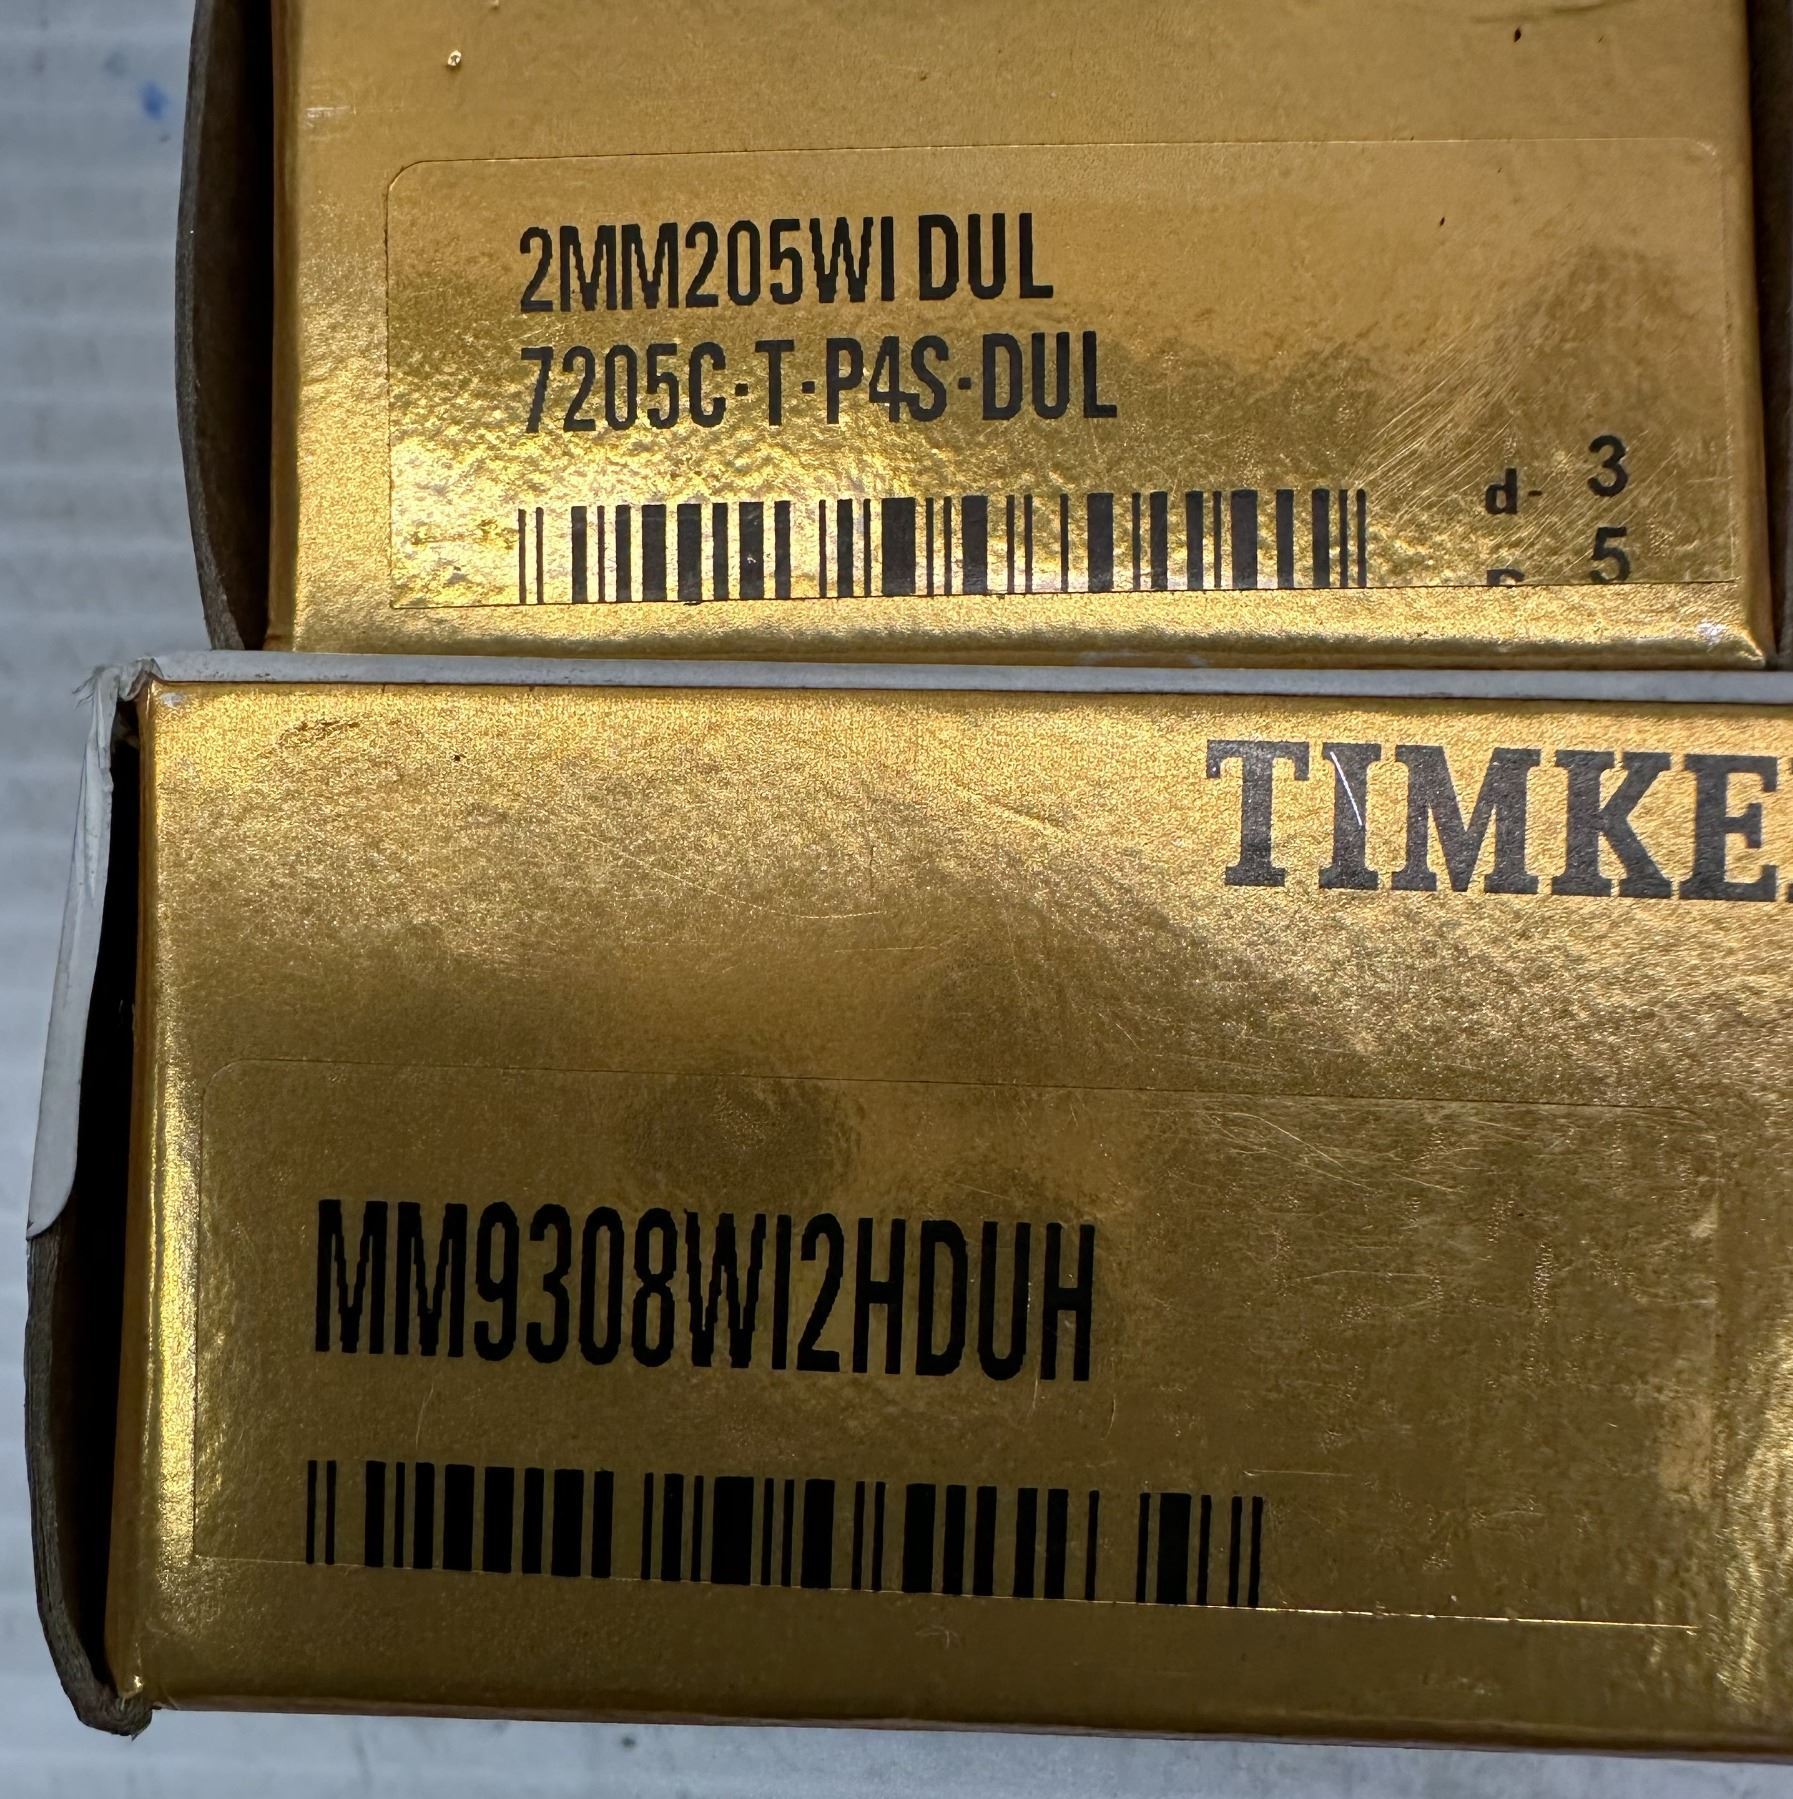 2MM205WI DUL
7205C-T-P4S-DUL
d- 3
5
TIMKE
MM9308WI2HDUH